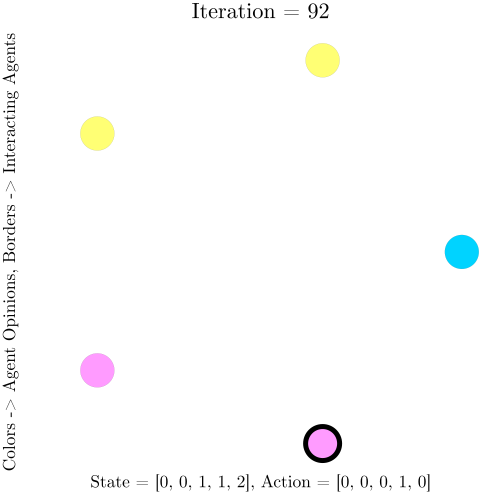 Iteration = 92
Colors -> Agent Opinions, Borders -> Interacting Agents
State = [0, 0, 1, 1, 2], Action = [0, 0, 0, 1, 0]